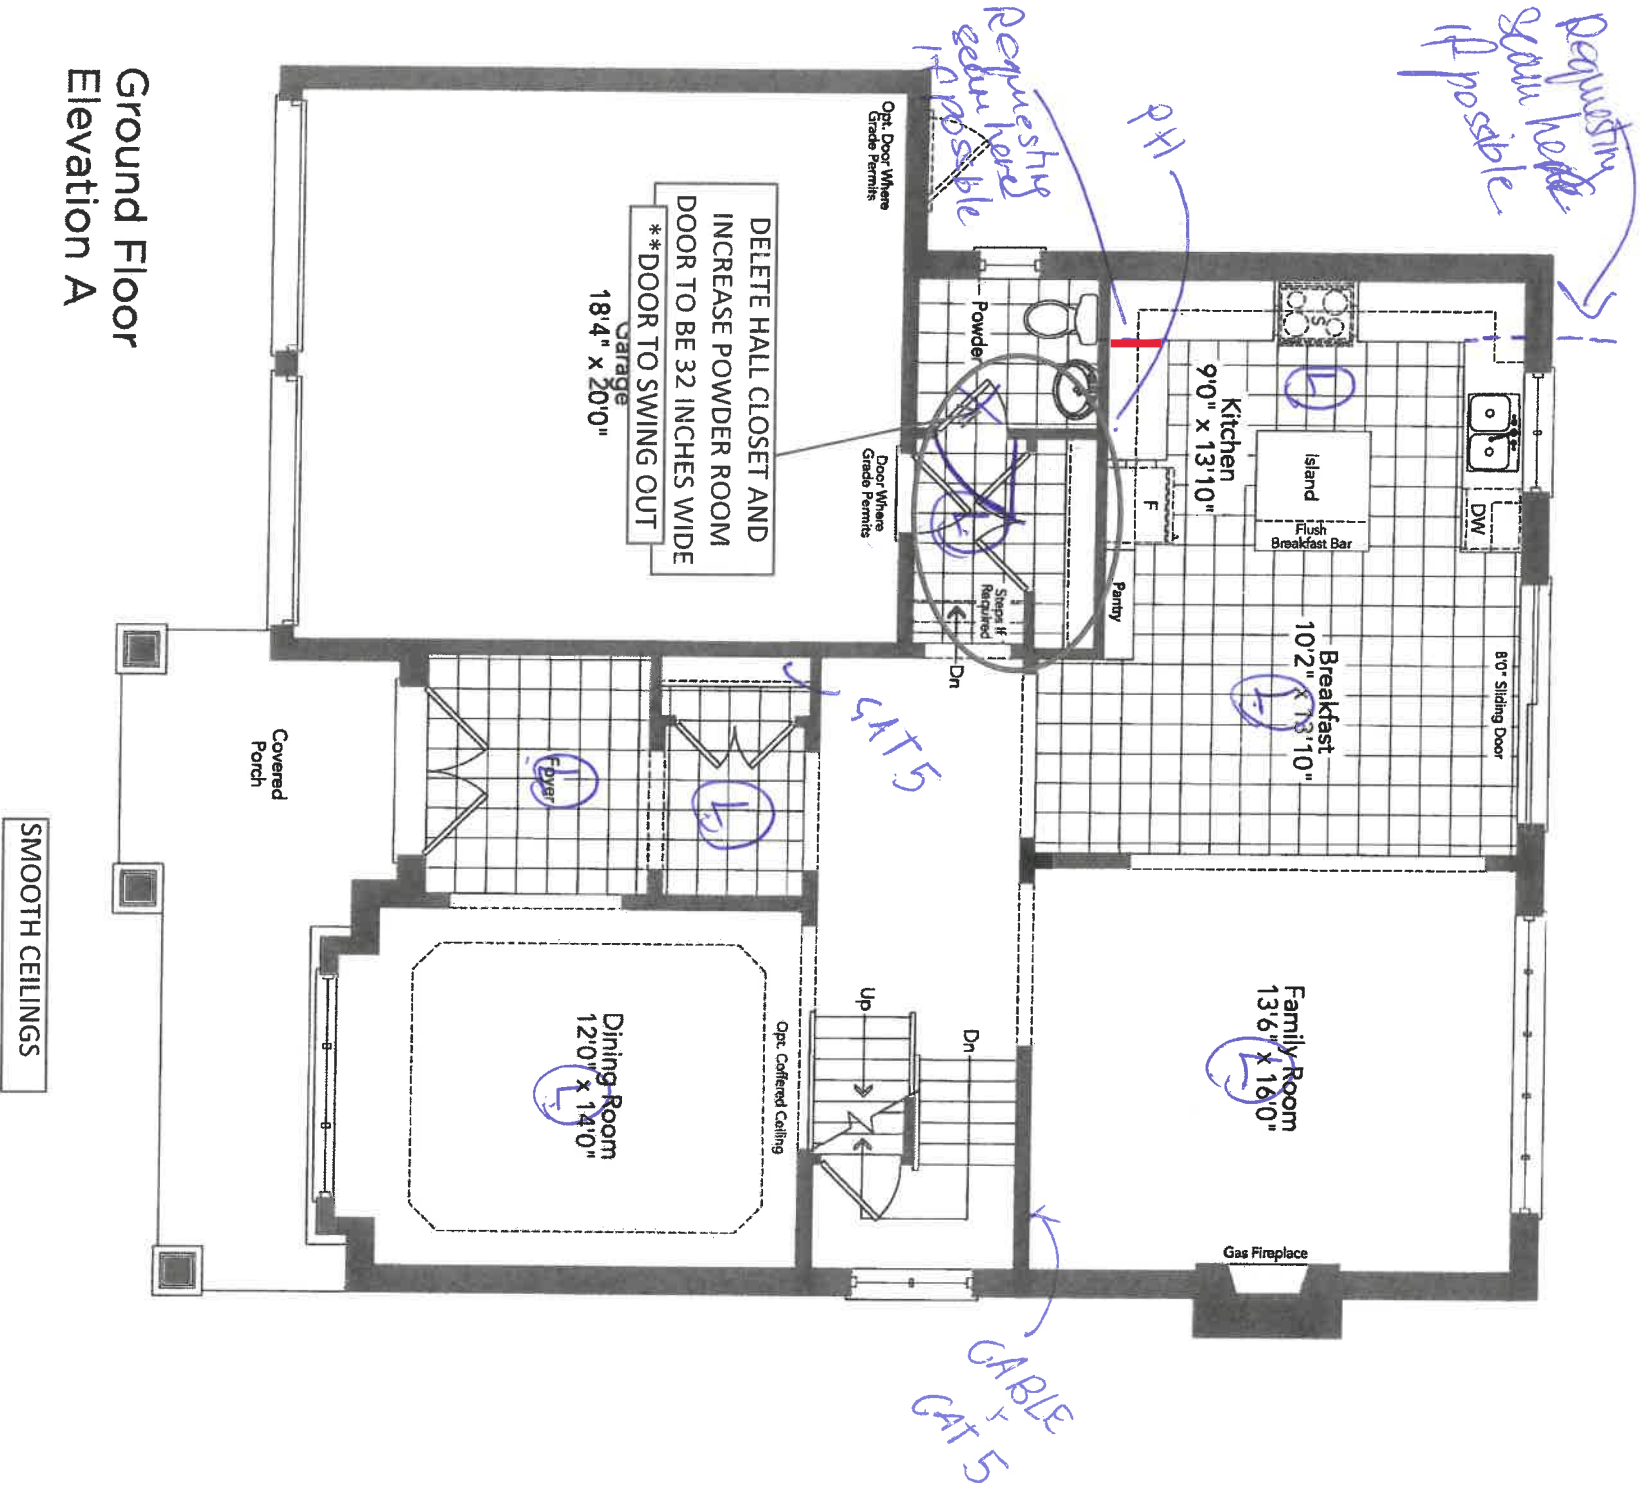 Requesting
seam here
if possible
Requesting
seam here
if possible
PH
Opt. Door Where
Grade Permits
DELETE HALL CLOSET AND
INCREASE POWDER ROOM
DOOR TO BE 32 INCHES WIDE
**DOOR TO SWING OUT
Garage
18'4" x 20'0"
Powder
Door Where
Grade Permits
Steps If
Required
Dn
S
Kitchen
9'0" x 13'10"
L
Island
Flush
Breakfast Bar
DW
F
Pantry
L
Breakfast
10'2" x 13'10"
L
8'0" Sliding Door
CAT 5
Foyer
L
L
Covered
Porch
Family Room
13'6" x 16'0"
L
Gas Fireplace
Up
Dn
Opt. Coffered Ceiling
Dining Room
12'0" x 14'0"
L
CABLE
+
CAT 5
Ground Floor
Elevation A
SMOOTH CEILINGS